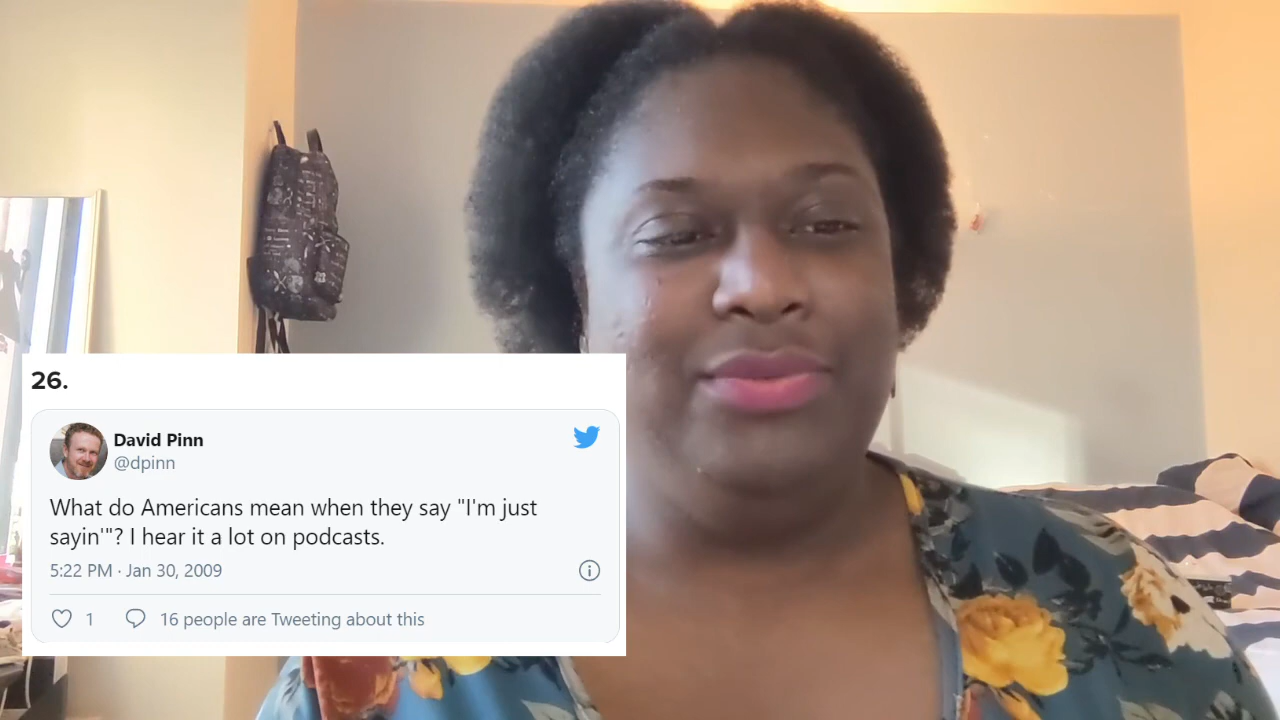 26.
David Pinn
@dpinn
What do Americans mean when they say "I'm just
sayin'"? I hear it a lot on podcasts.
5:22 PM · Jan 30, 2009
1 16 people are Tweeting about this